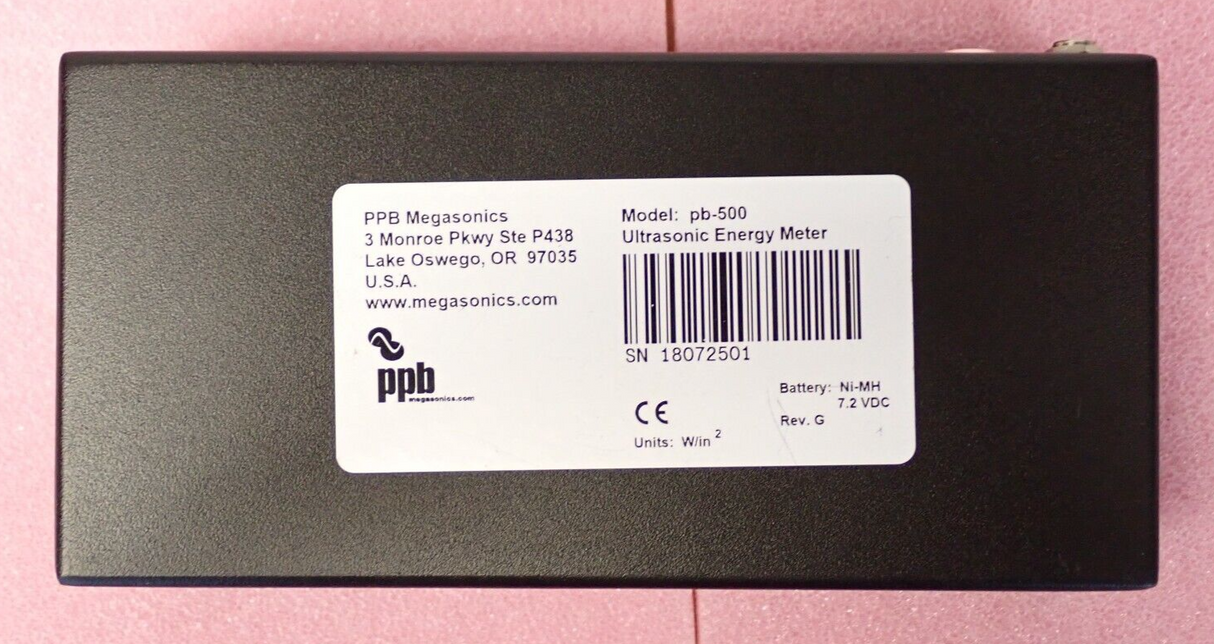 PPB Megasonics
3 Monroe Pkwy Ste P438
Lake Oswego, OR 97035
U.S.A.
www.megasonics.com
ppb
megasonics.com
Model: pb-500
Ultrasonic Energy Meter
SN 18072501
CE
Units: W/in 2
Battery: Ni-MH
7.2 VDC
Rev. G